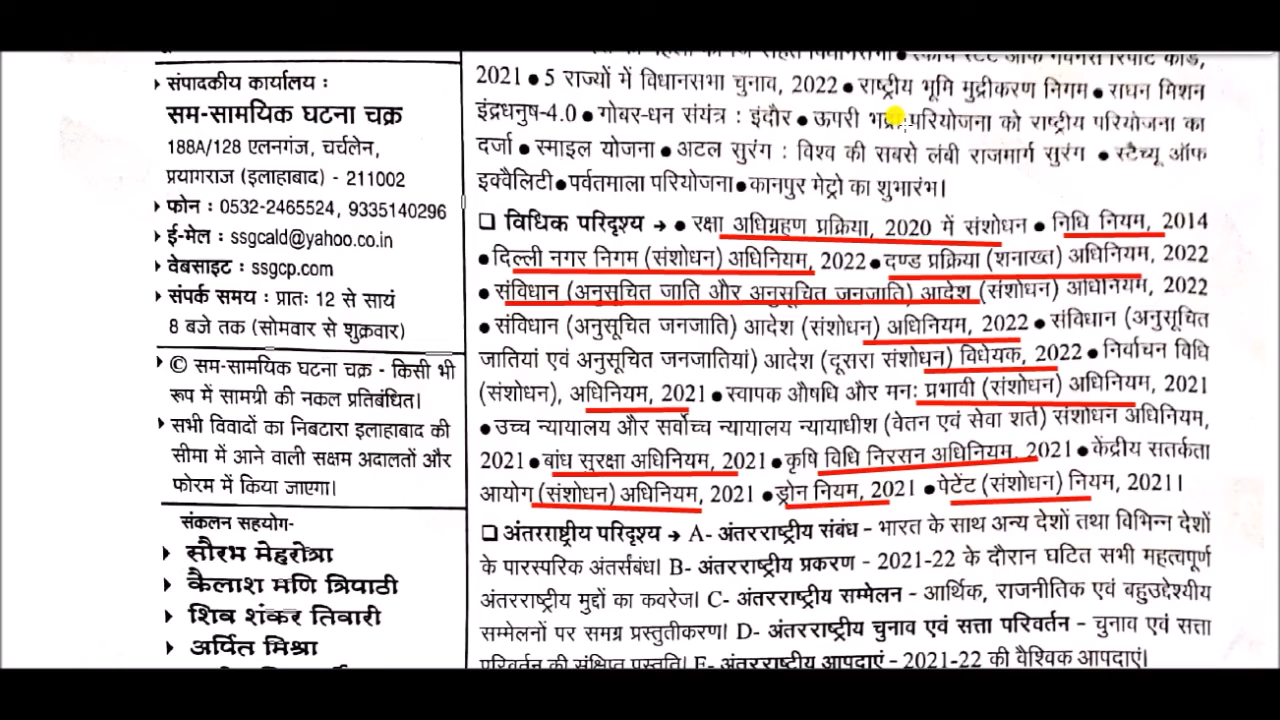 संपादकीय कार्यालय :
सम-सामयिक घटना चक्र
188A/128 एलनगंज, चर्चलेन,
प्रयागराज (इलाहाबाद) - 211002
फोन : 0532-2465524, 9335140296
ई-मेल : ssgcald@yahoo.co.in
वेबसाइट : ssgcp.com
संपर्क समय : प्रातः 12 से सायं
8 बजे तक (सोमवार से शुक्रवार)
© सम-सामयिक घटना चक्र - किसी भी
रूप में सामग्री की नकल प्रतिबंधित।
सभी विवादों का निबटारा इलाहाबाद की
सीमा में आने वाली सक्षम अदालतों और
फोरम में किया जाएगा।
संकलन सहयोग-
सौरभ मेहरोत्रा
कैलाश मणि त्रिपाठी
शिव शंकर तिवारी
अर्पित मिश्रा
2021 • 5 राज्यों में विधानसभा चुनाव, 2022 • राष्ट्रीय भूमि मुद्रीकरण निगम • सघन मिशन
इंद्रधनुष-4.0 • गोबर-धन संयंत्र : इंदौर • ऊपरी भद्रा परियोजना को राष्ट्रीय परियोजना का
दर्जा • स्माइल योजना • अटल सुरंग : विश्व की सबसे लंबी राजमार्ग सुरंग • स्टैच्यू ऑफ
इक्वैलिटी • पर्वतमाला परियोजना • कानपुर मेट्रो का शुभारंभ।
❑ विधिक परिदृश्य → • रक्षा अधिग्रहण प्रक्रिया, 2020 में संशोधन • निधि नियम, 2014
• दिल्ली नगर निगम (संशोधन) अधिनियम, 2022 • दण्ड प्रक्रिया (शनाख्त) अधिनियम, 2022
• संविधान (अनुसूचित जाति और अनुसूचित जनजाति) आदेश (संशोधन) अधिनियम, 2022
• संविधान (अनुसूचित जनजाति) आदेश (संशोधन) अधिनियम, 2022 • संविधान (अनुसूचित
जातियां एवं अनुसूचित जनजातियां) आदेश (दूसरा संशोधन) विधेयक, 2022 • निर्वाचन विधि
(संशोधन), अधिनियम, 2021 • स्वापक औषधि और मनः प्रभावी (संशोधन) अधिनियम, 2021
• उच्च न्यायालय और सर्वोच्च न्यायालय न्यायाधीश (वेतन एवं सेवा शर्त) संशोधन अधिनियम,
2021 • बांध सुरक्षा अधिनियम, 2021 • कृषि विधि निरसन अधिनियम, 2021 • केंद्रीय सतर्कता
आयोग (संशोधन) अधिनियम, 2021 • ड्रोन नियम, 2021 • पेटेंट (संशोधन) नियम, 2021।
❑ अंतरराष्ट्रीय परिदृश्य → A- अंतरराष्ट्रीय संबंध - भारत के साथ अन्य देशों तथा विभिन्न देशों
के पारस्परिक अंतर्संबंध। B- अंतरराष्ट्रीय प्रकरण - 2021-22 के दौरान घटित सभी महत्वपूर्ण
अंतरराष्ट्रीय मुद्दों का कवरेज। C- अंतरराष्ट्रीय सम्मेलन - आर्थिक, राजनीतिक एवं बहुउद्देश्यीय
सम्मेलनों पर समग्र प्रस्तुतीकरण। D- अंतरराष्ट्रीय चुनाव एवं सत्ता परिवर्तन - चुनाव एवं सत्ता
परिवर्तन की संक्षिप्त प्रस्तुति। E- अंतरराष्ट्रीय आपदाएं - 2021-22 की वैश्विक आपदाएं।